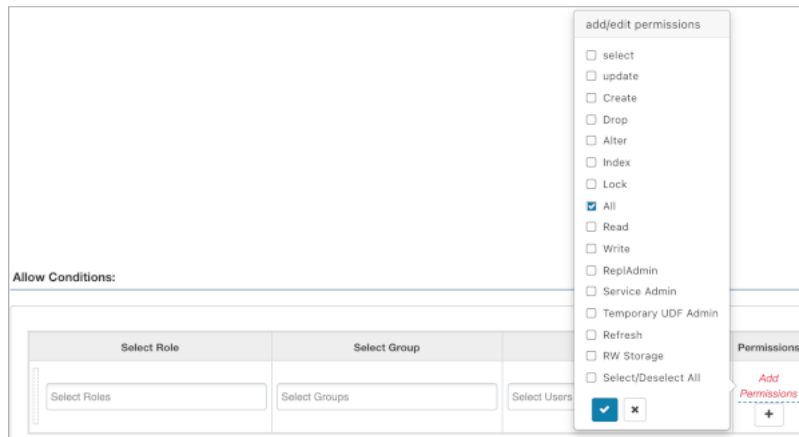 add/edit permissions
select
update
Create
Drop
Alter
Index
Lock
All
Read
Write
ReplAdmin
Service Admin
Temporary UDF Admin
Refresh
RW Storage
Select/Deselect All
Allow Conditions:
Select Role Select Group Permissions
Select Roles Select Groups Select Users Add
Permissions